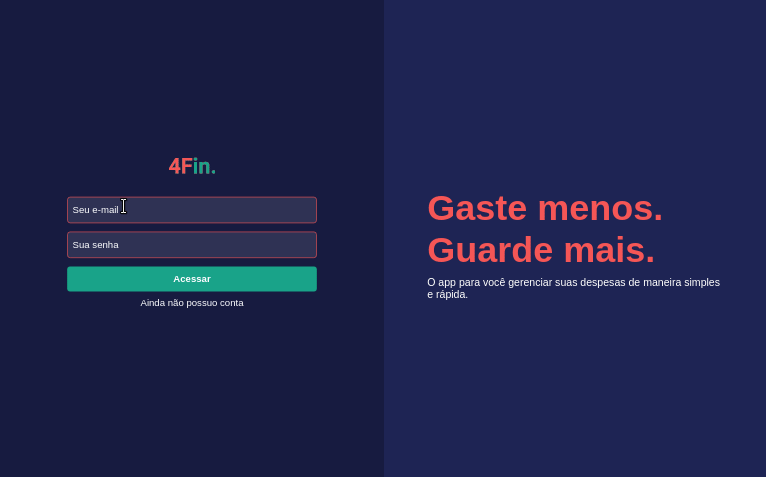 4Fin.
Seu e-mail
Sua senha
Acessar
Ainda não possuo conta
Gaste menos.
Guarde mais.
O app para você gerenciar suas despesas de maneira simples
e rápida.